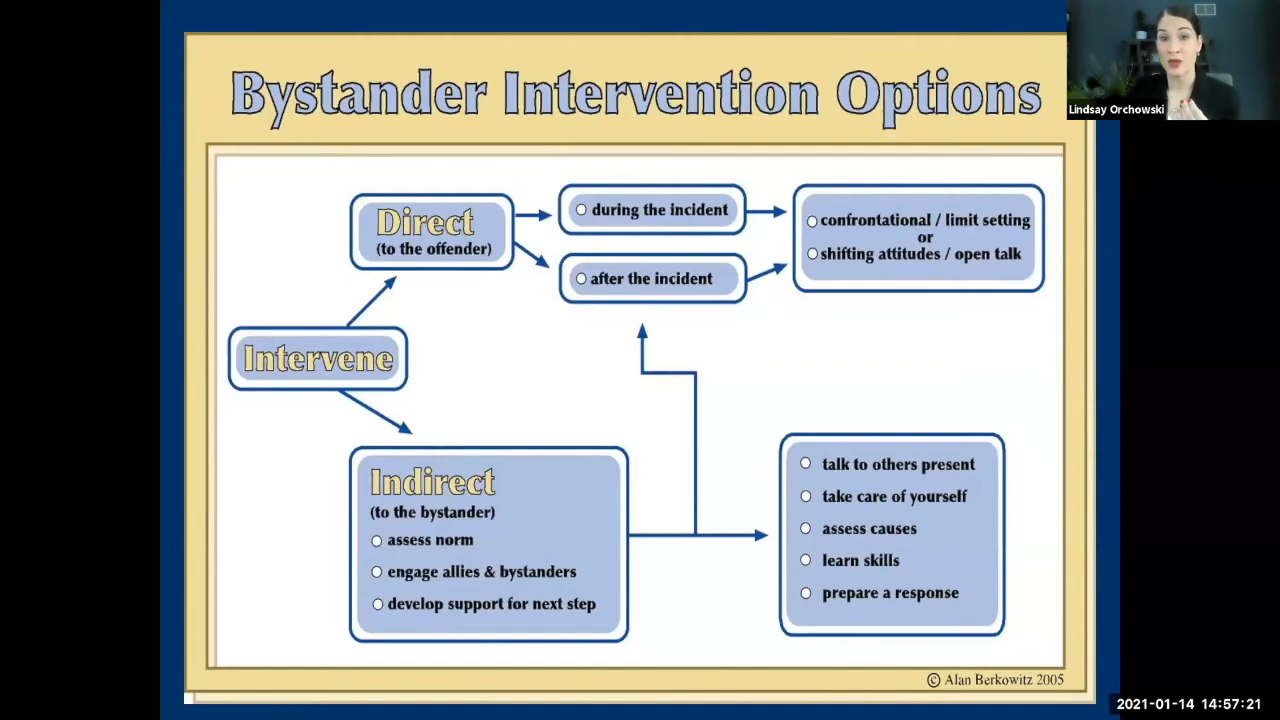 Bystander Intervention Options
Lindsay Orchowski
Direct
(to the offender)
during the incident
after the incident
confrontational / limit setting
or
shifting attitudes / open talk
Intervene
Indirect
(to the bystander)
assess norm
engage allies & bystanders
develop support for next step
talk to others present
take care of yourself
assess causes
learn skills
prepare a response
© Alan Berkowitz 2005
2021-01-14 14:57:21